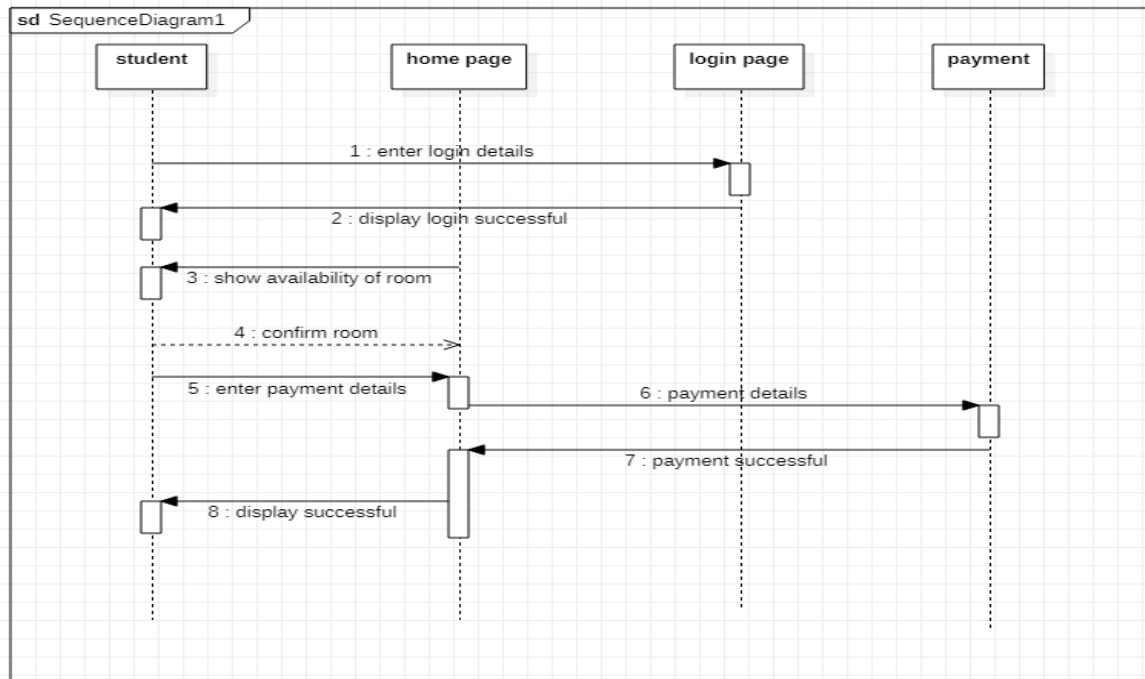 sd SequenceDiagram1
student
home page
login page
payment
1 : enter login details
2 : display login successful
3 : show availability of room
4 : confirm room
5 : enter payment details
6 : payment details
7 : payment successful
8 : display successful